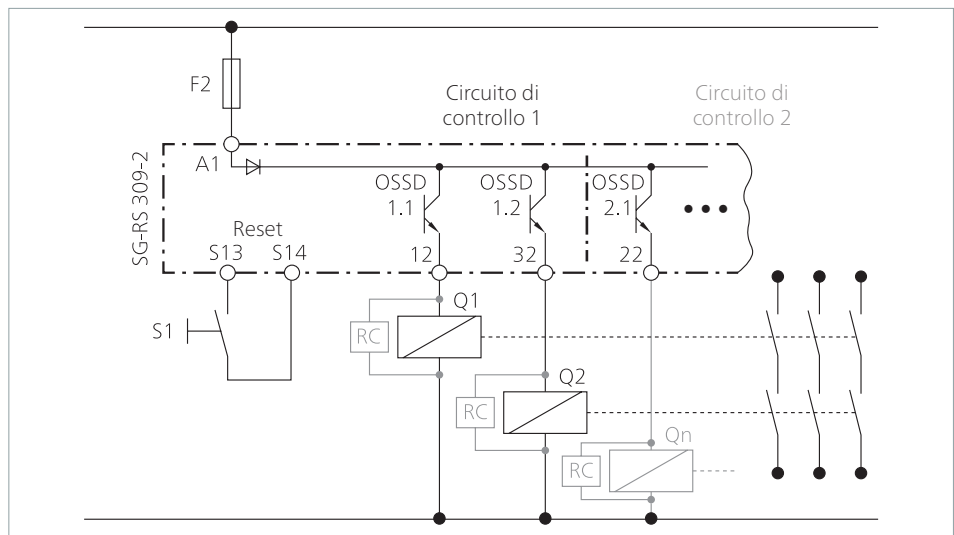 F2
Circuito di
controllo 1
Circuito di
controllo 2
SG-RS 309-2
A1
OSSD
1.1
OSSD
1.2
OSSD
2.1
Reset
S13
S14
12
32
22
S1
RC
Q1
RC
Q2
RC
Qn